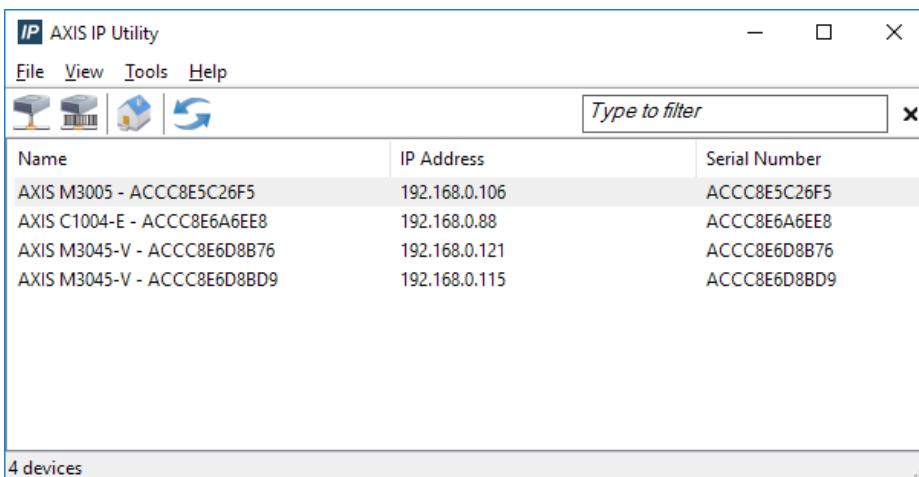 IP AXIS IP Utility
File View Tools Help
Type to filter
Name IP Address Serial Number
AXIS M3005 - ACCC8E5C26F5 192.168.0.106 ACCC8E5C26F5
AXIS C1004-E - ACCC8E6A6EE8 192.168.0.88 ACCC8E6A6EE8
AXIS M3045-V - ACCC8E6D8B76 192.168.0.121 ACCC8E6D8B76
AXIS M3045-V - ACCC8E6D8BD9 192.168.0.115 ACCC8E6D8BD9
4 devices